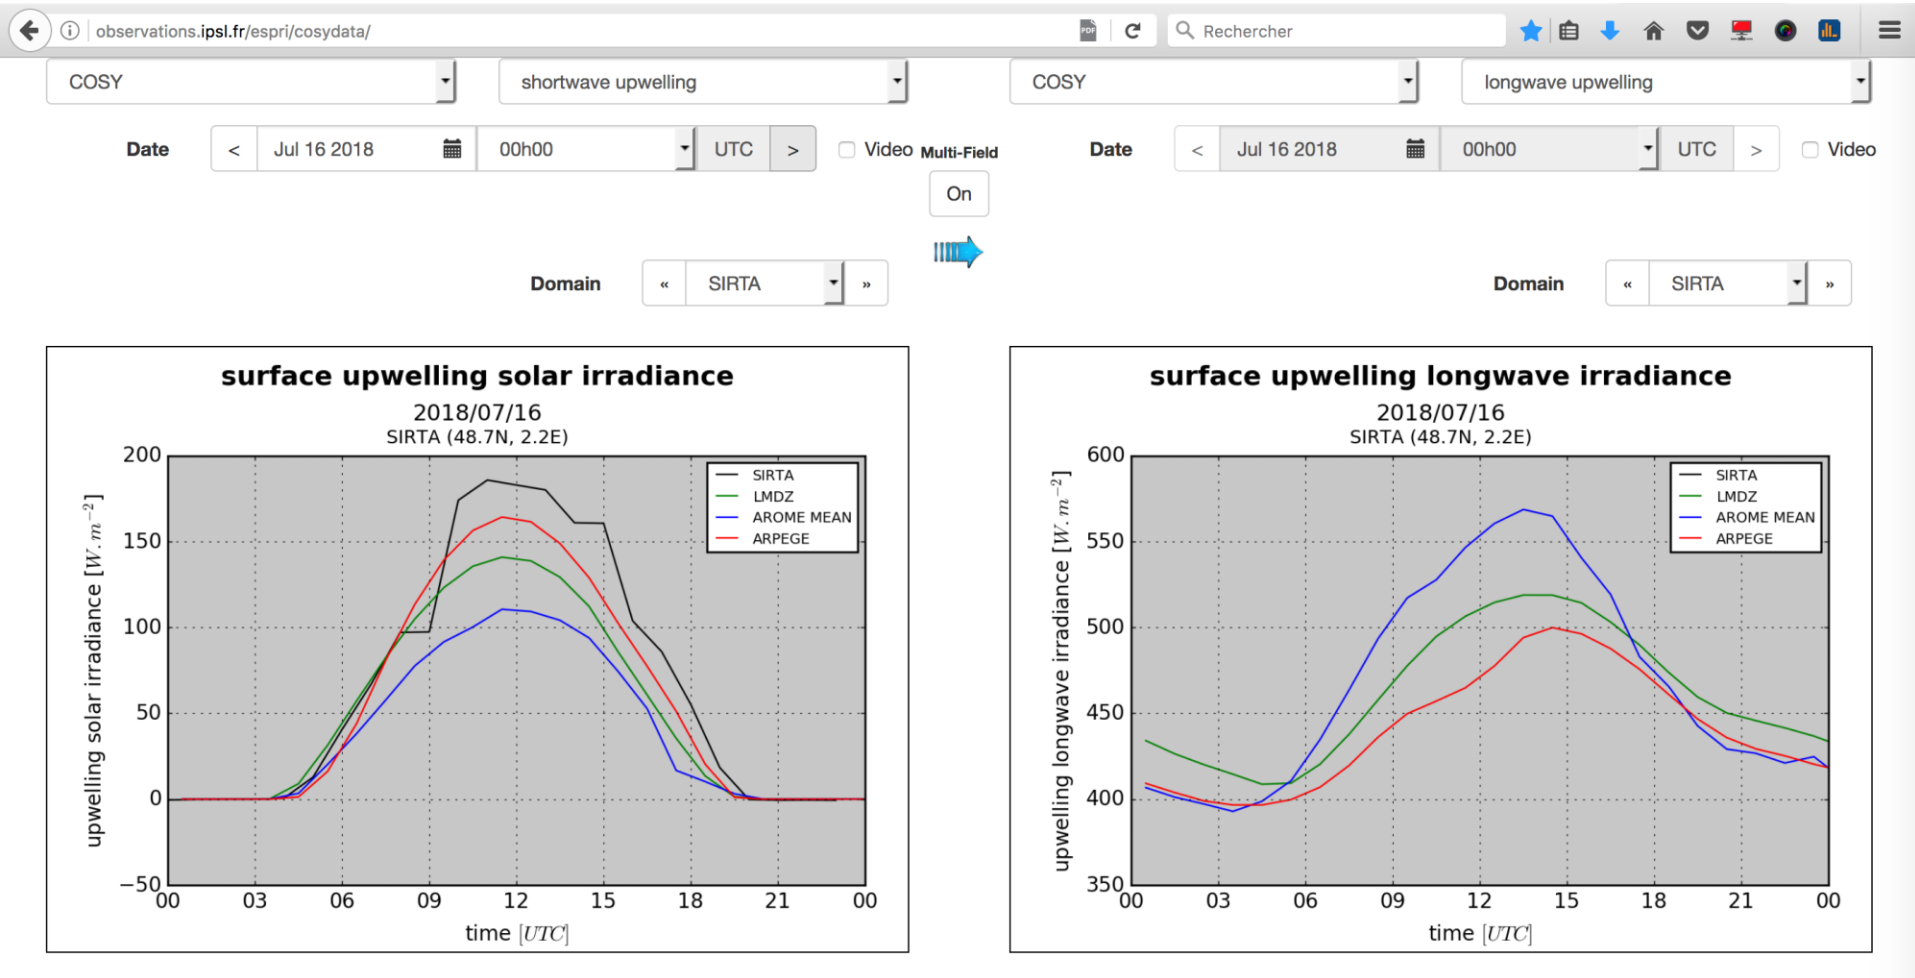 observations.ipsl.fr/espri/cosydata/
PDF
Rechercher
COSY
shortwave upwelling
COSY
longwave upwelling
Date
<
Jul 16 2018
00h00
UTC
>
Video
Multi-Field
On
Date
<
Jul 16 2018
00h00
UTC
>
Video
Domain
«
SIRTA
»
Domain
«
SIRTA
»
surface upwelling solar irradiance
2018/07/16
SIRTA (48.7N, 2.2E)
SIRTA
LMDZ
AROME MEAN
ARPEGE
upwelling solar irradiance [W.m⁻²]
200
150
100
50
0
−50
00 03 06 09 12 15 18 21 00
time [UTC]
surface upwelling longwave irradiance
2018/07/16
SIRTA (48.7N, 2.2E)
SIRTA
LMDZ
AROME MEAN
ARPEGE
upwelling longwave irradiance [W.m⁻²]
600
550
500
450
400
350
00 03 06 09 12 15 18 21 00
time [UTC]